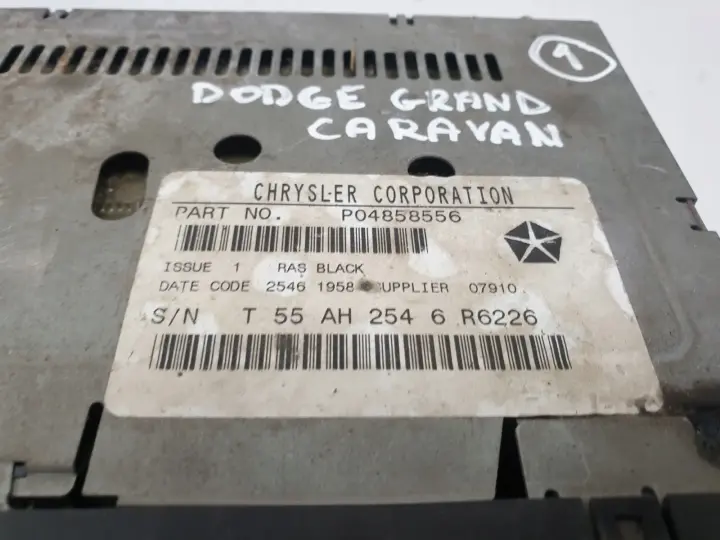 1
DODGE GRAND
CARAVAN
CHRYSLER CORPORATION
PART NO. P04858556
ISSUE 1 RAS BLACK
DATE CODE 2546 1958 SUPPLIER 07910
S/N T 55 AH 254 6 R6226